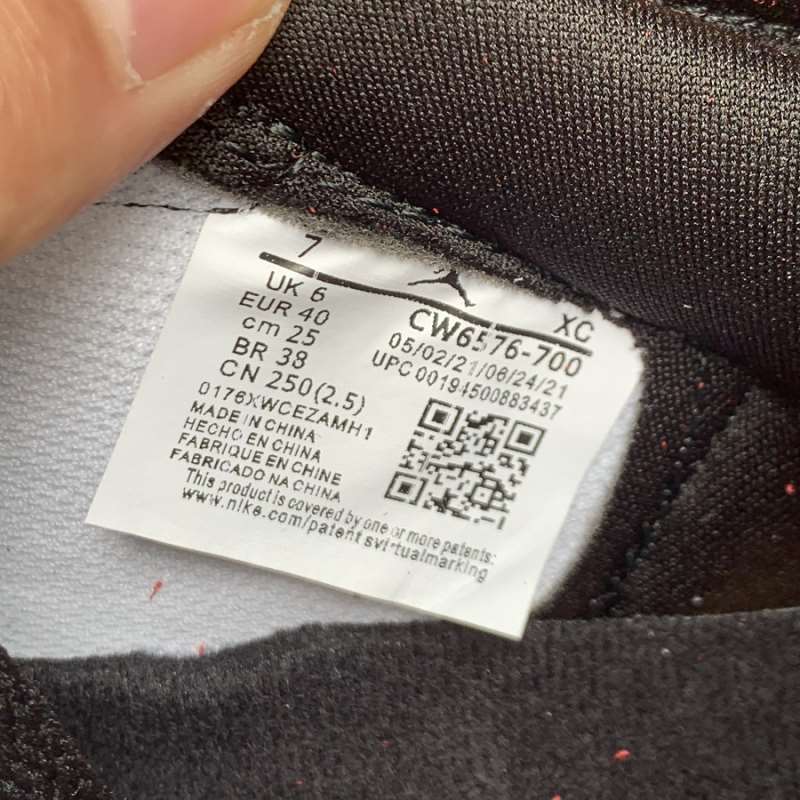 7
XC
UK 6
EUR 40
cm 25
BR 38
CN 250(2.5)
CW6576-700
05/02/21/06/24/21
UPC 00194500883437
0176XWCEZAMH1
MADE IN CHINA
HECHO EN CHINA
FABRIQUE EN CHINE
FABRICADO NA CHINA
This product is covered by one or more patents:
www.nike.com/patent svirtualmarking